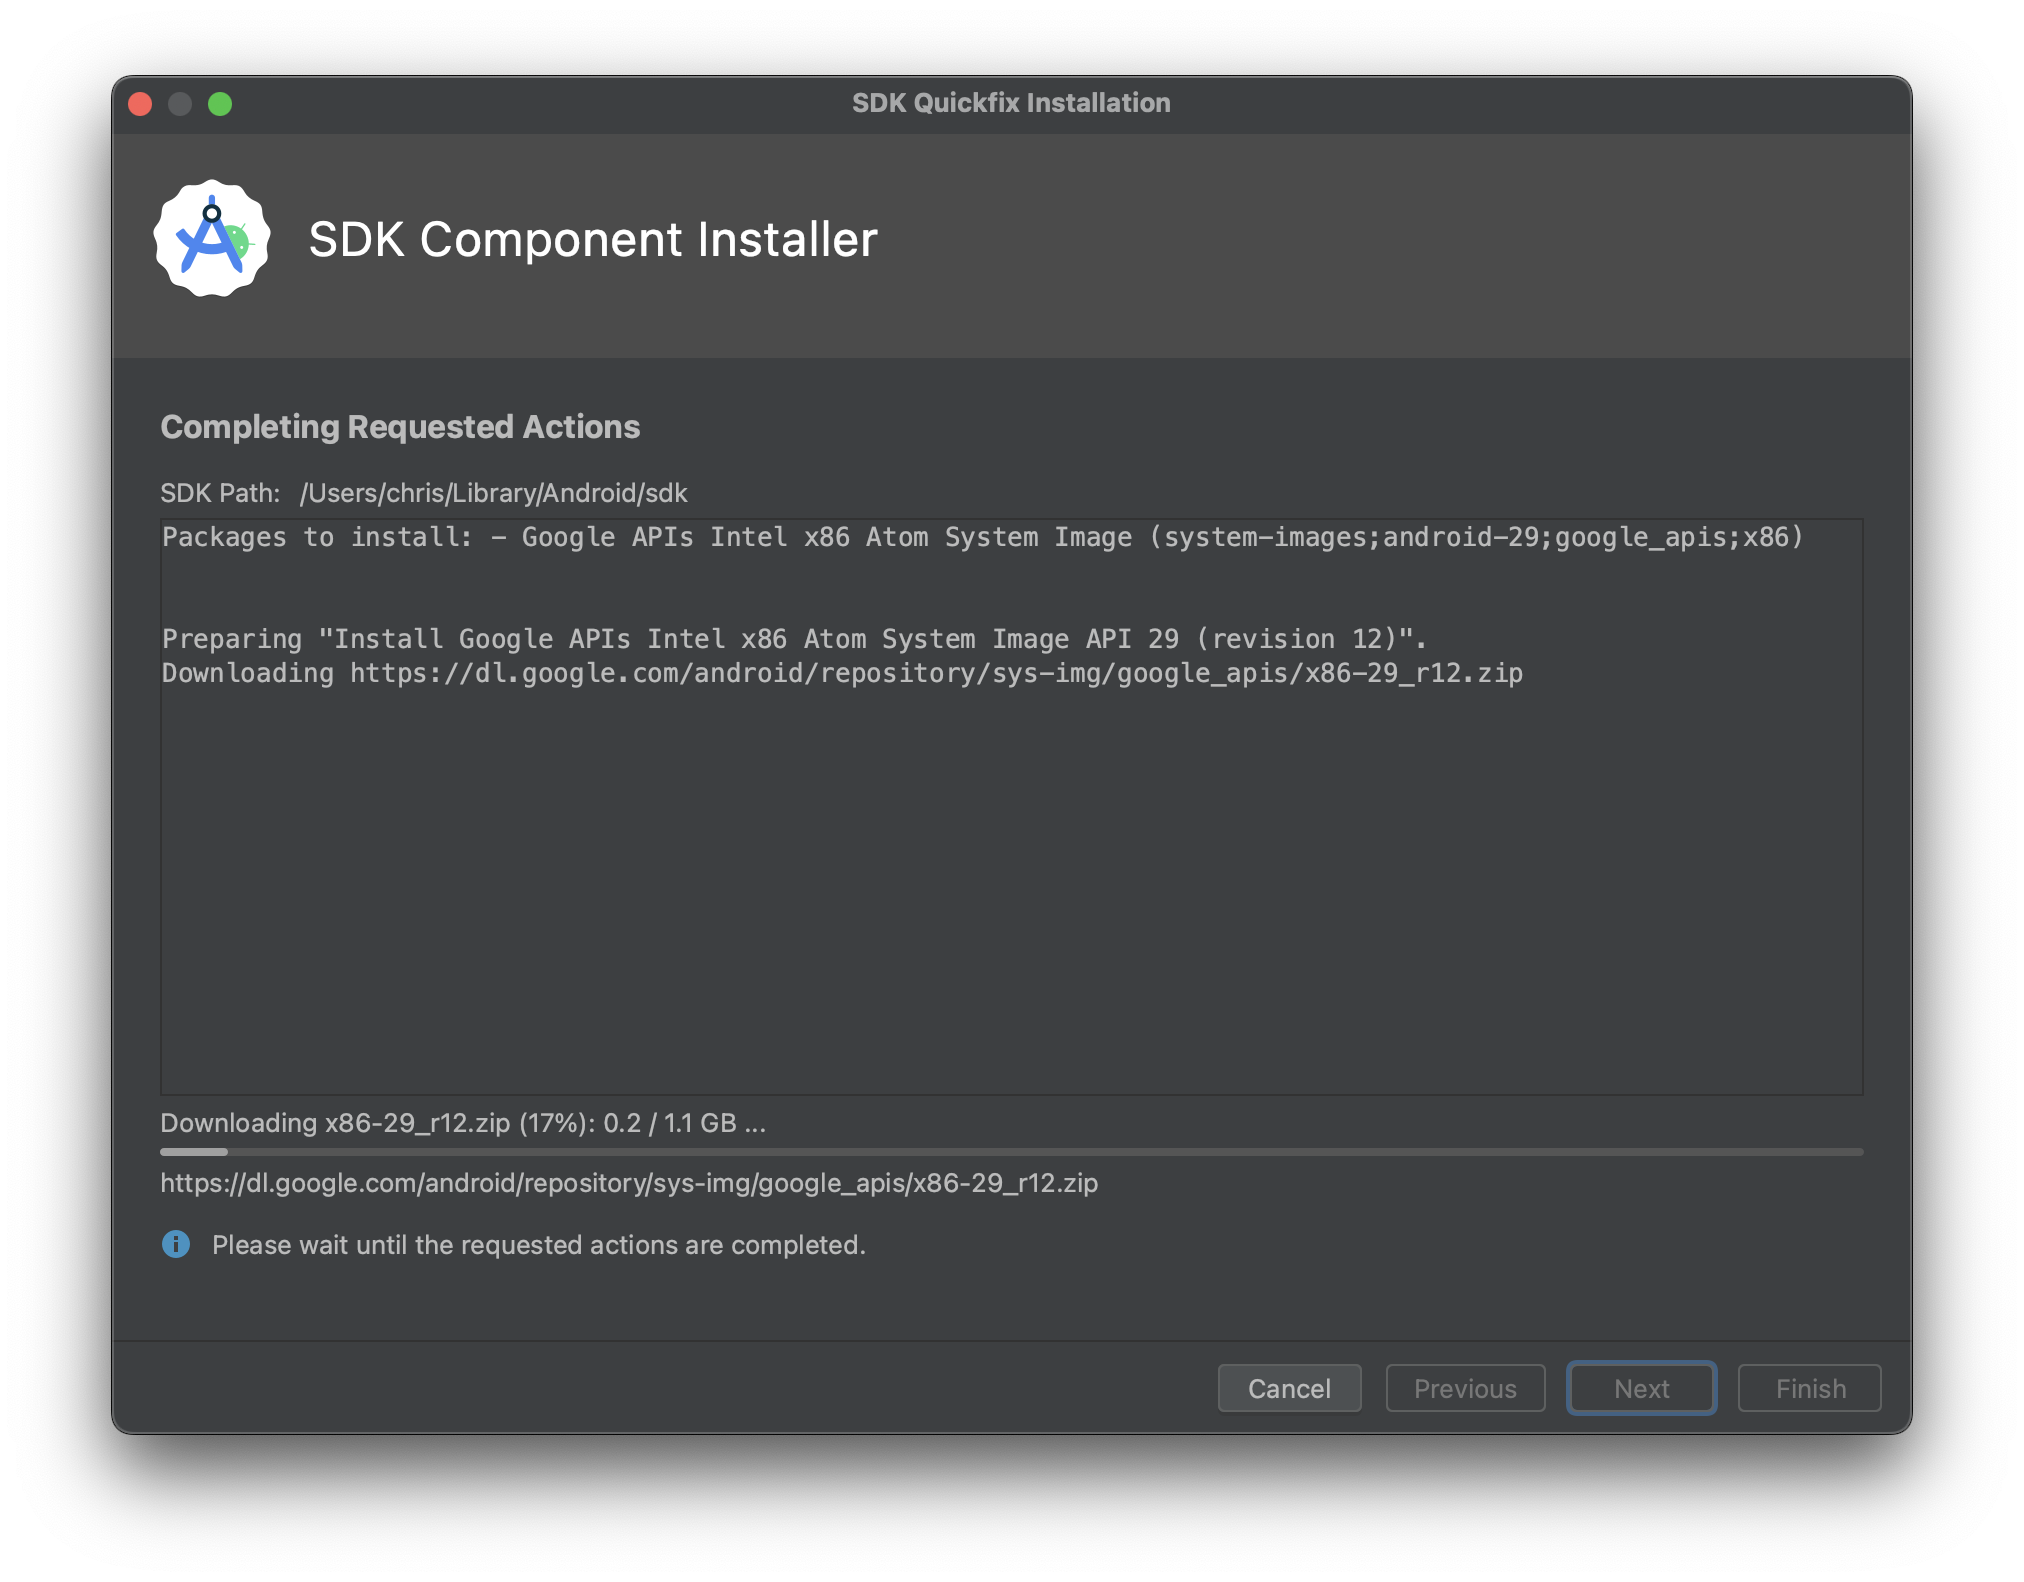 SDK Quickfix Installation
SDK Component Installer
Completing Requested Actions
SDK Path: /Users/chris/Library/Android/sdk
Packages to install: - Google APIs Intel x86 Atom System Image (system-images;android-29;google_apis;x86)
Preparing "Install Google APIs Intel x86 Atom System Image API 29 (revision 12)".
Downloading https://dl.google.com/android/repository/sys-img/google_apis/x86-29_r12.zip
Downloading x86-29_r12.zip (17%): 0.2 / 1.1 GB ...
https://dl.google.com/android/repository/sys-img/google_apis/x86-29_r12.zip
Please wait until the requested actions are completed.
Cancel Previous Next Finish